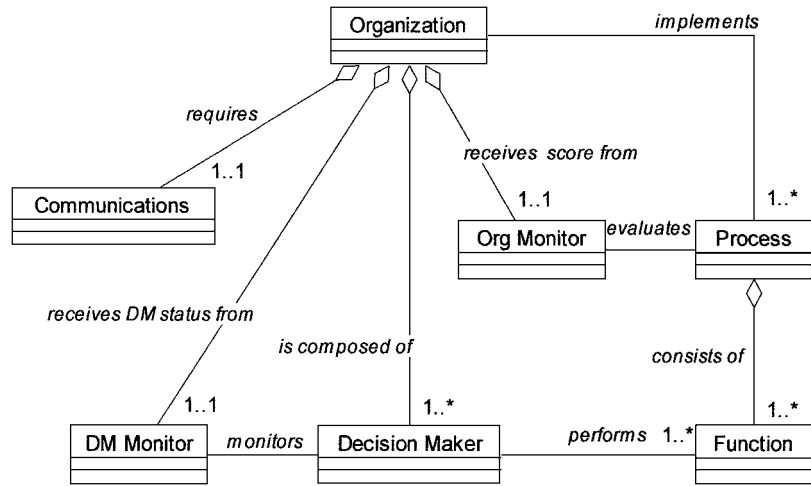 Organization
implements
requires
receives score from
1..1
Communications
1..1
1..*
Org Monitor
evaluates
Process
receives DM status from
is composed of
consists of
1..1
1..*
1..*
DM Monitor
monitors
Decision Maker
performs
1..*
Function